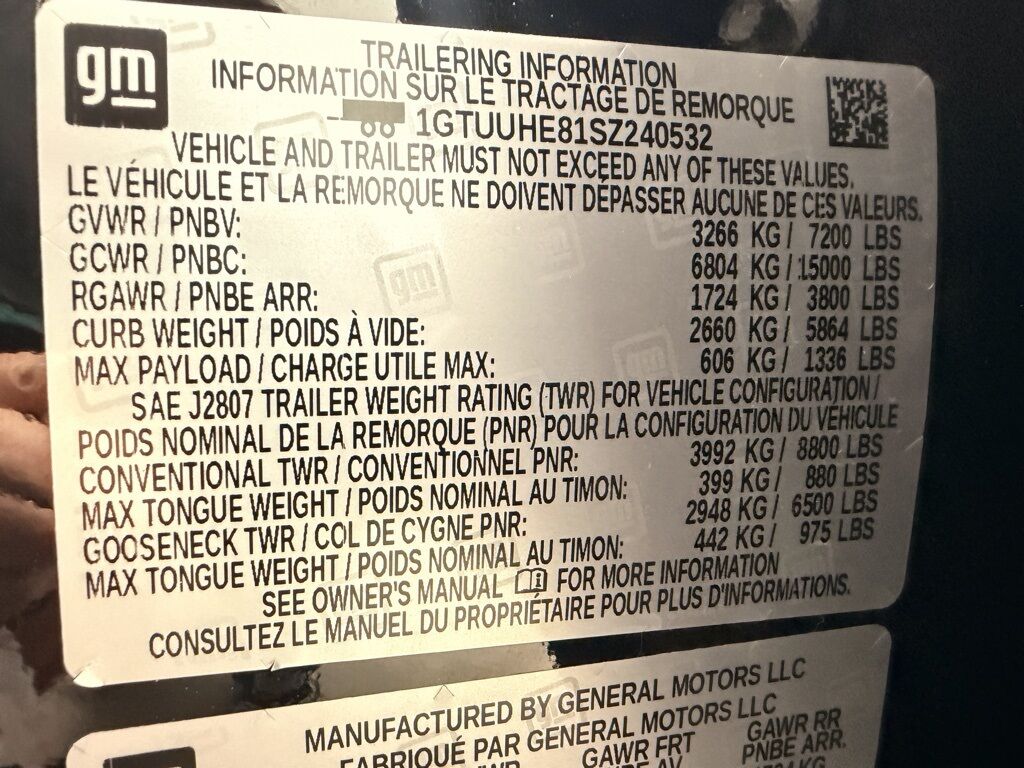 gm
TRAILERING INFORMATION
INFORMATION SUR LE TRACTAGE DE REMORQUE
1GTUUHE81SZ240532
VEHICLE AND TRAILER MUST NOT EXCEED ANY OF THESE VALUES.
LE VÉHICULE ET LA REMORQUE NE DOIVENT DÉPASSER AUCUNE DE CES VALEURS.
GVWR / PNBV: 3266 KG / 7200 LBS
GCWR / PNBC: 6804 KG / 15000 LBS
RGAWR / PNBE ARR: 1724 KG / 3800 LBS
CURB WEIGHT / POIDS À VIDE: 2660 KG / 5864 LBS
MAX PAYLOAD / CHARGE UTILE MAX: 606 KG / 1336 LBS
SAE J2807 TRAILER WEIGHT RATING (TWR) FOR VEHICLE CONFIGURATION /
POIDS NOMINAL DE LA REMORQUE (PNR) POUR LA CONFIGURATION DU VÉHICULE
CONVENTIONAL TWR / CONVENTIONNEL PNR: 3992 KG / 8800 LBS
MAX TONGUE WEIGHT / POIDS NOMINAL AU TIMON: 399 KG / 880 LBS
GOOSENECK TWR / COL DE CYGNE PNR: 2948 KG / 6500 LBS
MAX TONGUE WEIGHT / POIDS NOMINAL AU TIMON: 442 KG / 975 LBS
SEE OWNER'S MANUAL FOR MORE INFORMATION
CONSULTEZ LE MANUEL DU PROPRIÉTAIRE POUR PLUS D'INFORMATIONS.
MANUFACTURED BY GENERAL MOTORS LLC
FABRIQUÉ PAR GENERAL MOTORS LLC
GAWR FRT GAWR RR
PNBE ARR.